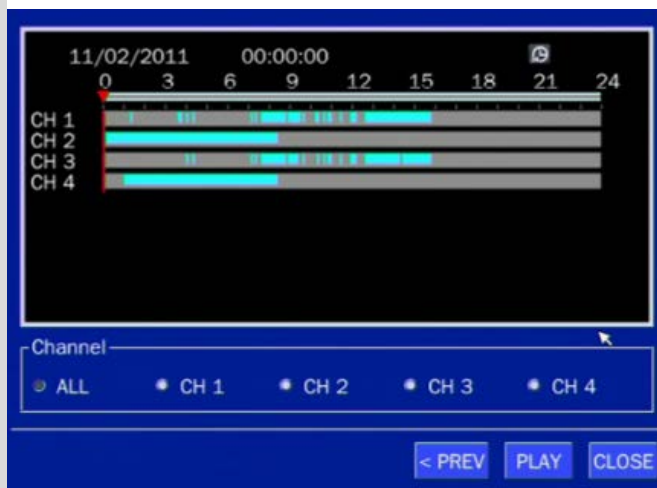 11/02/2011 00:00:00
0 3 6 9 12 15 18 21 24
CH 1
CH 2
CH 3
CH 4
Channel
ALL CH 1 CH 2 CH 3 CH 4
< PREV PLAY CLOSE